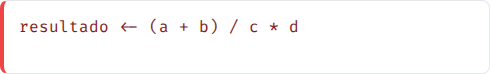 resultado ← (a + b) / c * d